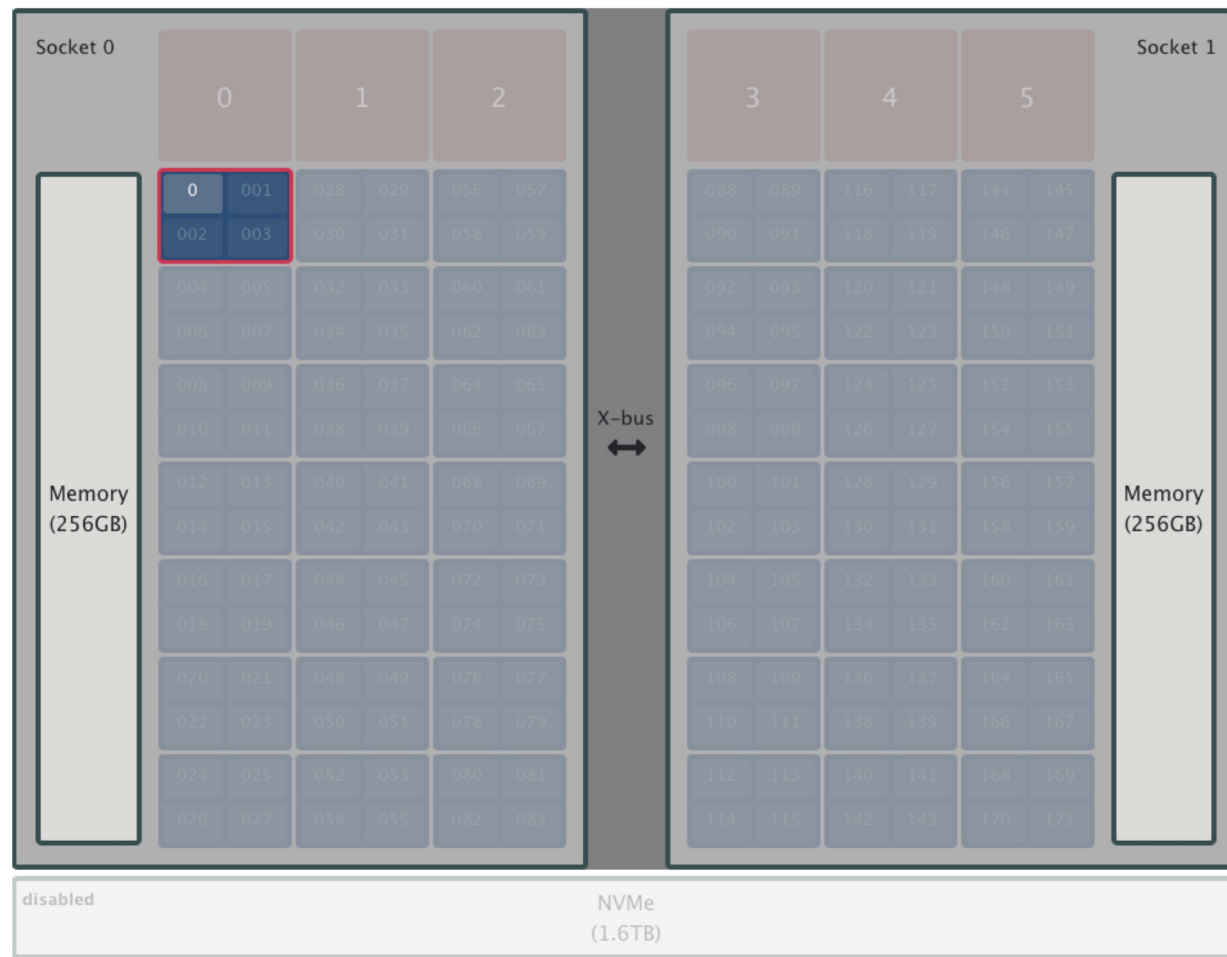 Socket 0
Socket 1
0 1 2 3 4 5
0 001 028 029 056 057 088 089 116 117 144 145
002 003 030 031 058 059 090 091 118 119 146 147
004 005 032 033 060 061 092 093 120 121 148 149
006 007 034 035 062 063 094 095 122 123 150 151
008 009 036 037 064 065 096 097 124 125 152 153
X-bus
010 011 038 039 066 067 098 099 126 127 154 155
012 013 040 041 068 069 100 101 128 129 156 157
Memory
(256GB)
Memory
(256GB)
014 015 042 043 070 071 102 103 130 131 158 159
016 017 044 045 072 073 104 105 132 133 160 161
018 019 046 047 074 075 106 107 134 135 162 163
020 021 048 049 076 077 108 109 136 137 164 165
022 023 050 051 078 079 110 111 138 139 166 167
024 025 052 053 080 081 112 113 140 141 168 169
026 027 054 055 082 083 114 115 142 143 170 171
disabled
NVMe
(1.6TB)